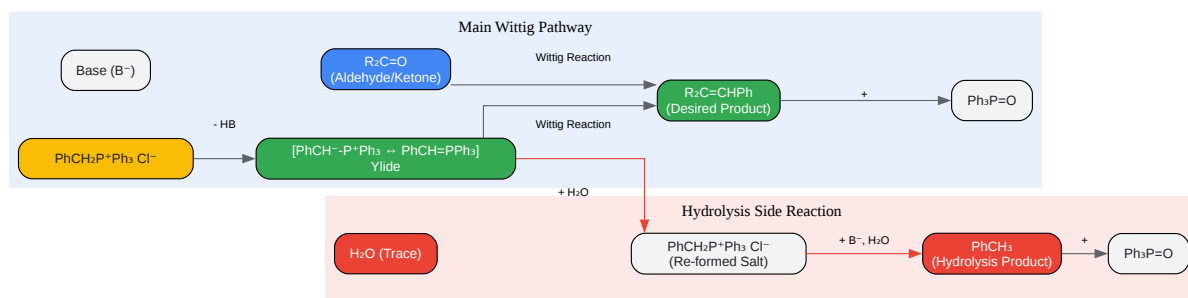 Main Wittig Pathway
Base (B⁻)
R₂C=O
(Aldehyde/Ketone)
Wittig Reaction
R₂C=CHPh
(Desired Product)
+
Ph₃P=O
- HB
Wittig Reaction
PhCH₂P⁺Ph₃ Cl⁻
[PhCH⁻-P⁺Ph₃ ↔ PhCH=PPh₃]
Ylide
+ H₂O
Hydrolysis Side Reaction
H₂O (Trace)
PhCH₂P⁺Ph₃ Cl⁻
(Re-formed Salt)
+ B⁻, H₂O
PhCH₃
(Hydrolysis Product)
+
Ph₃P=O